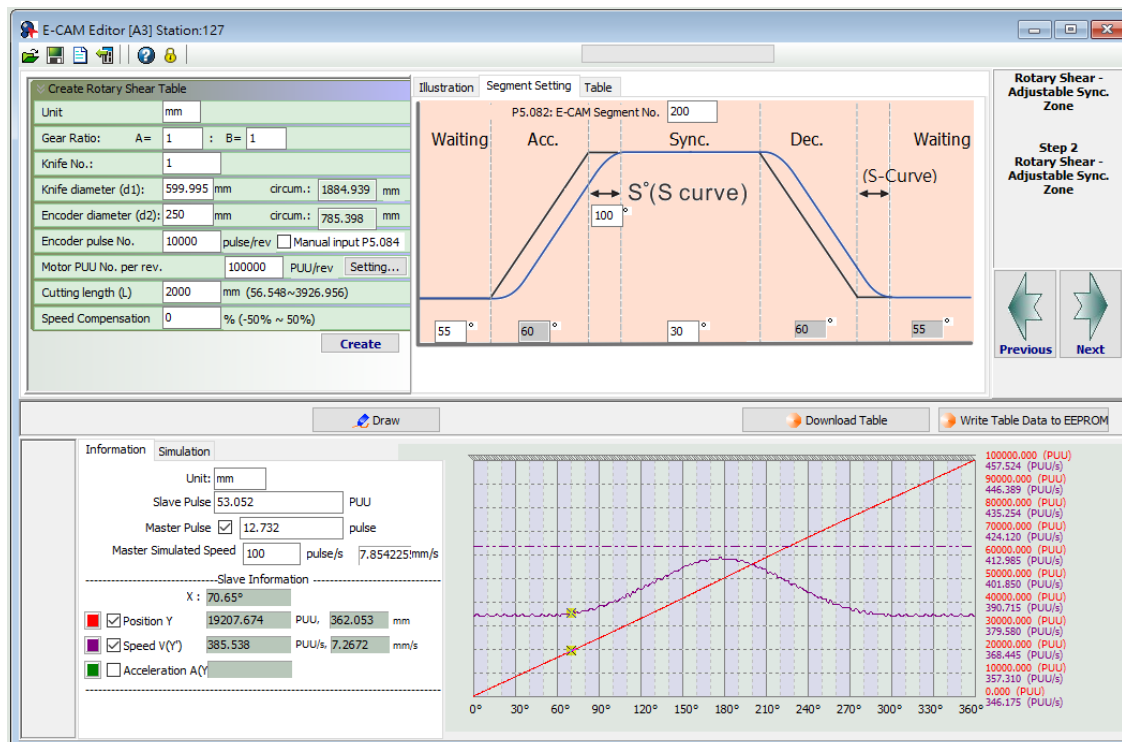 E-CAM Editor [A3] Station:127
Create Rotary Shear Table
Unit mm
Gear Ratio: A= 1 : B= 1
Knife No.: 1
Knife diameter (d1): 599.995 mm circum.: 1884.939 mm
Encoder diameter (d2): 250 mm circum.: 785.398 mm
Encoder pulse No. 10000 pulse/rev Manual input P5.084
Motor PUU No. per rev. 100000 PUU/rev Setting...
Cutting length (L) 2000 mm (56.548~3926.956)
Speed Compensation 0 % (-50% ~ 50%)
Create
Illustration Segment Setting Table
P5.082: E-CAM Segment No. 200
Waiting Acc. Sync. Dec. Waiting
S°(S curve) (S-Curve)
100 °
55 ° 60 ° 30 ° 60 ° 55 °
Rotary Shear -
Adjustable Sync.
Zone
Step 2
Rotary Shear -
Adjustable Sync.
Zone
Previous Next
Draw Download Table Write Table Data to EEPROM
Information Simulation
Unit: mm
Slave Pulse 53.052 PUU
Master Pulse 12.732 pulse
Master Simulated Speed 100 pulse/s 7.854225!mm/s
Slave Information
X : 70.65°
Position Y 19207.674 PUU, 362.053 mm
Speed V(Y') 385.538 PUU/s, 7.2672 mm/s
Acceleration A(Y
100000.000 (PUU)
457.524 (PUU/s)
90000.000 (PUU)
446.389 (PUU/s)
80000.000 (PUU)
435.254 (PUU/s)
70000.000 (PUU)
424.120 (PUU/s)
60000.000 (PUU)
412.985 (PUU/s)
50000.000 (PUU)
401.850 (PUU/s)
40000.000 (PUU)
390.715 (PUU/s)
30000.000 (PUU)
379.580 (PUU/s)
20000.000 (PUU)
368.445 (PUU/s)
10000.000 (PUU)
357.310 (PUU/s)
0.000 (PUU)
346.175 (PUU/s)
0° 30° 60° 90° 120° 150° 180° 210° 240° 270° 300° 330° 360°